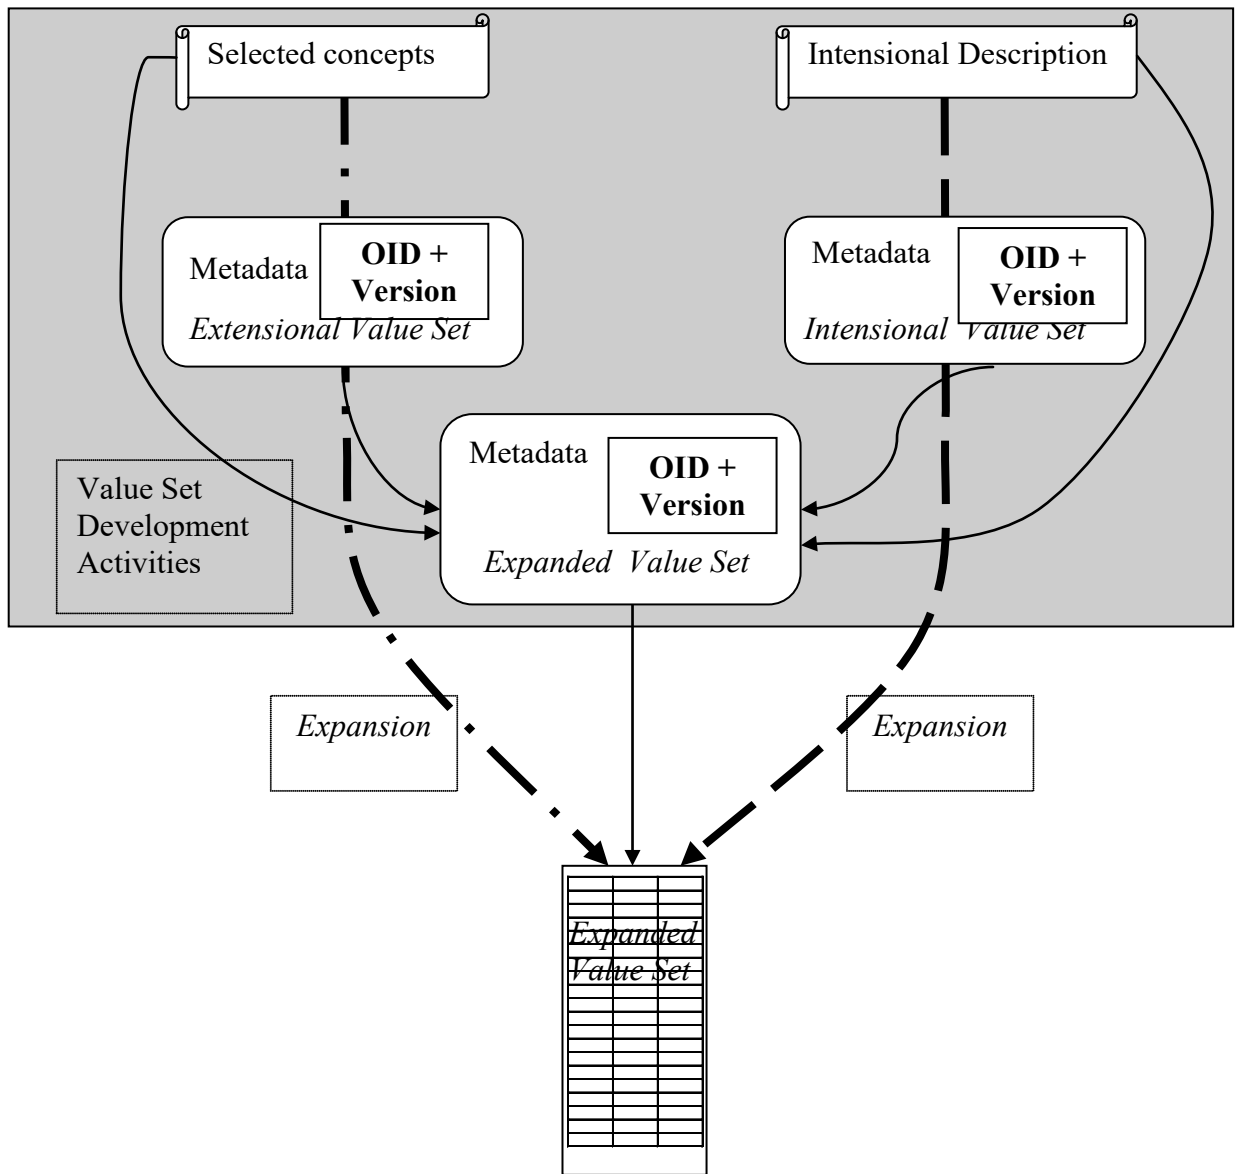 Selected concepts
Intensional Description
Metadata
OID +
Version
Extensional Value Set
Metadata
OID +
Version
Intensional Value Set
Metadata
OID +
Version
Expanded Value Set
Value Set
Development
Activities
Expansion
Expansion
Expanded
Value Set